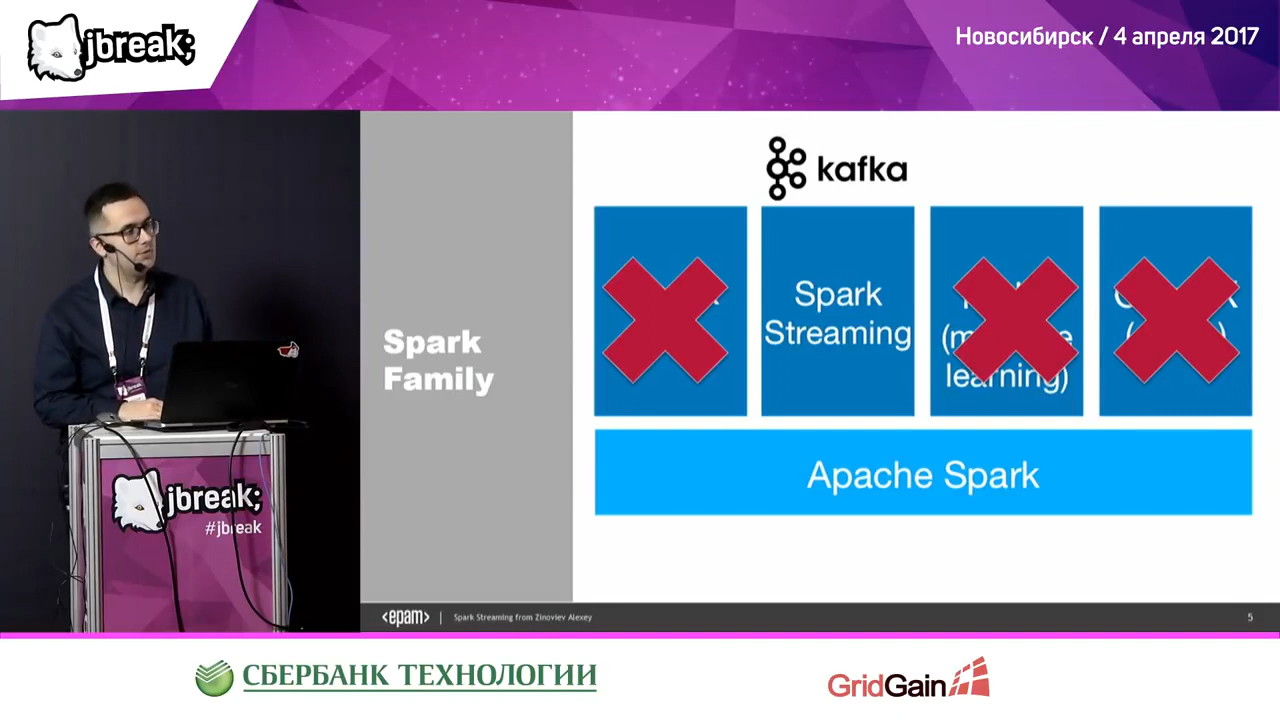 jbreak;
Новосибирск / 4 апреля 2017
kafka
Spark
Streaming
learning)
Spark
Family
Apache Spark
jbreak;
#jbreak
<epam> | Spark Streaming from Zinoviev Alexey 5
СБЕРБАНК ТЕХНОЛОГИИ
GridGain